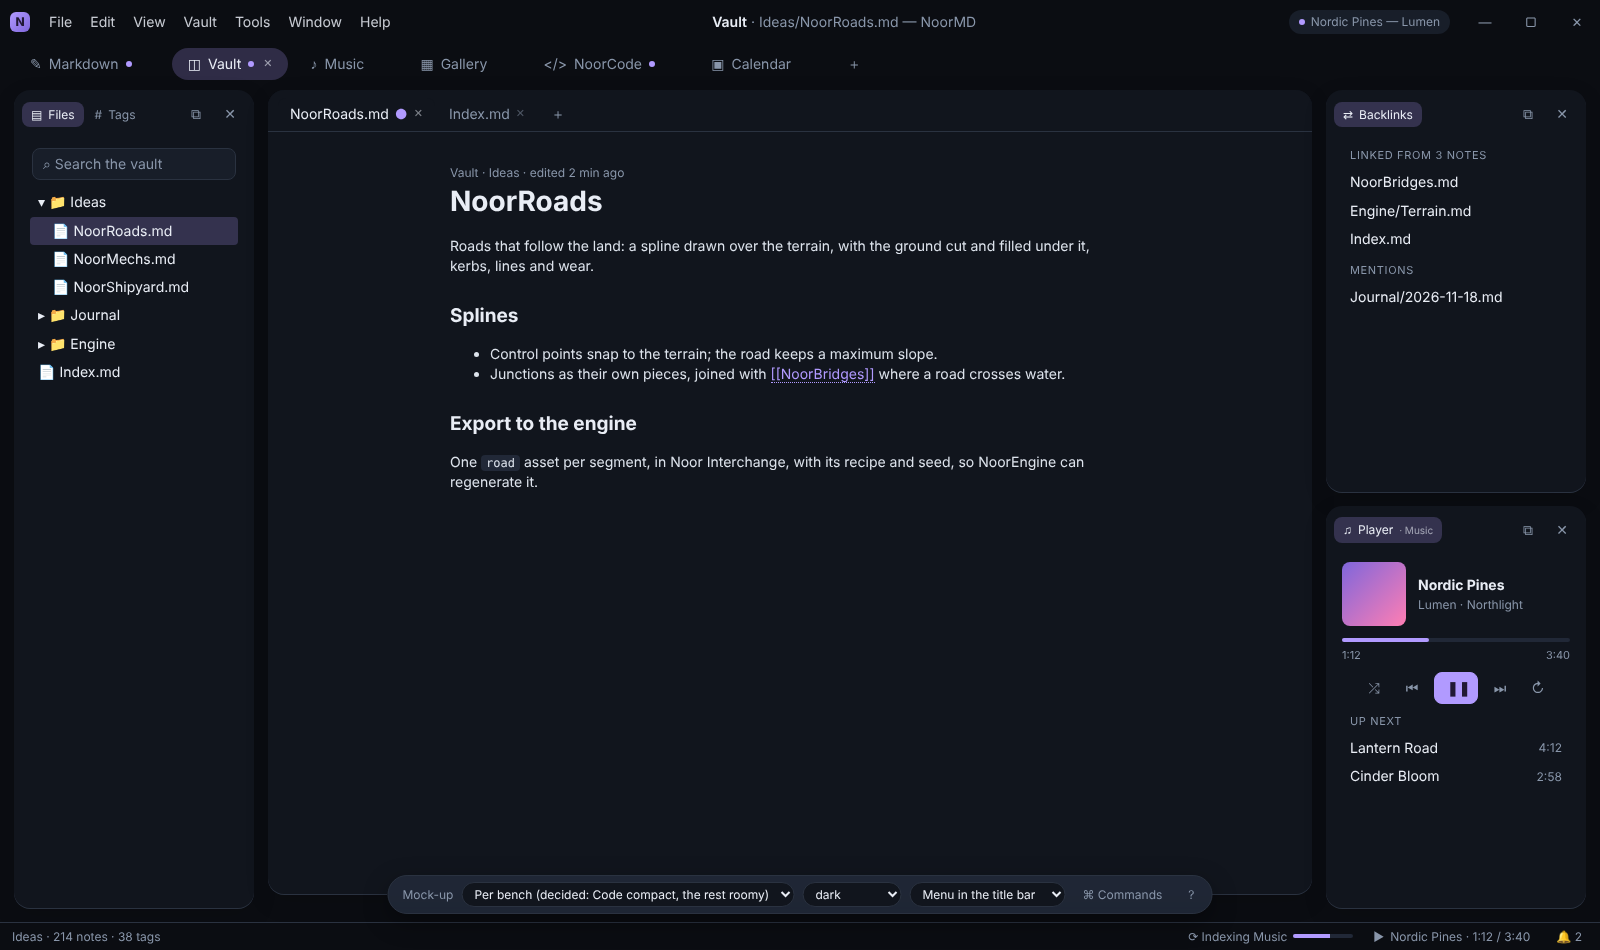 N File Edit View Vault Tools Window Help
Vault · Ideas/NoorRoads.md — NoorMD
Nordic Pines — Lumen
Markdown
Vault
Music
Gallery
</> NoorCode
Calendar
+
Files
# Tags
Search the vault
Ideas
NoorRoads.md
NoorMechs.md
NoorShipyard.md
Journal
Engine
Index.md
NoorRoads.md
Index.md
+
Vault · Ideas · edited 2 min ago
NoorRoads
Roads that follow the land: a spline drawn over the terrain, with the ground cut and filled under it,
kerbs, lines and wear.
Splines
• Control points snap to the terrain; the road keeps a maximum slope.
• Junctions as their own pieces, joined with [[NoorBridges]] where a road crosses water.
Export to the engine
One road asset per segment, in Noor Interchange, with its recipe and seed, so NoorEngine can
regenerate it.
Backlinks
LINKED FROM 3 NOTES
NoorBridges.md
Engine/Terrain.md
Index.md
MENTIONS
Journal/2026-11-18.md
Player · Music
Nordic Pines
Lumen · Northlight
1:12 3:40
UP NEXT
Lantern Road 4:12
Cinder Bloom 2:58
Mock-up Per bench (decided: Code compact, the rest roomy) dark Menu in the title bar ⌘ Commands ?
Ideas · 214 notes · 38 tags
Indexing Music
Nordic Pines · 1:12 / 3:40
2